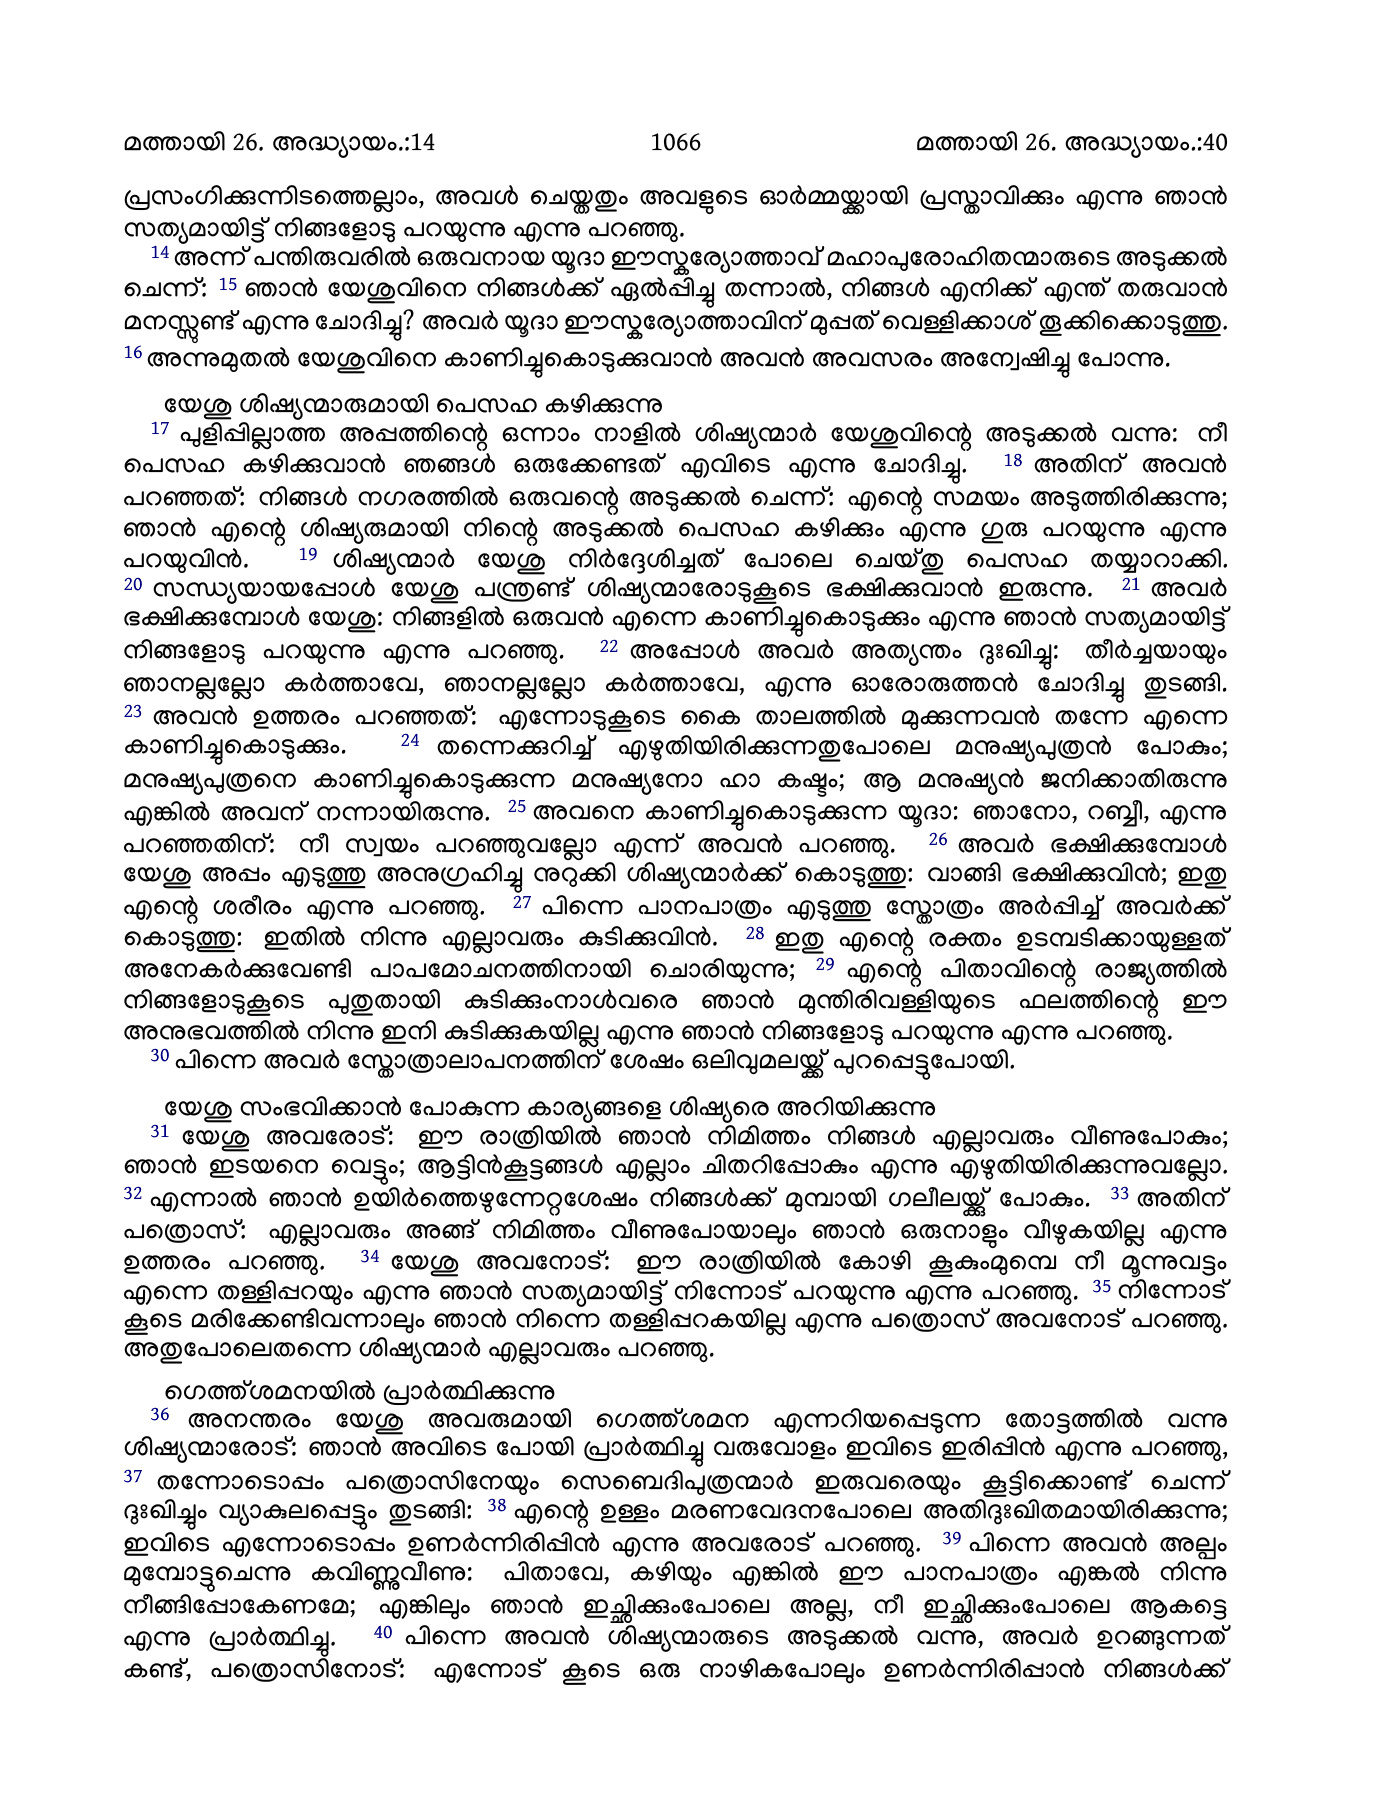 മത്തായി 26. അദ്ധ്യായം.:14 1066 മത്തായി 26. അദ്ധ്യായം.:40
പ്രസംഗിക്കുന്നിടത്തെല്ലാം, അവൾ ചെയ്തതും അവളുടെ ഓർമ്മയ്ക്കായി പ്രസ്താവിക്കും എന്നു ഞാൻ
സത്യമായിട്ട് നിങ്ങളോടു പറയുന്നു എന്നു പറഞ്ഞു.
14 അന്ന് പന്തിരുവരിൽ ഒരുവനായ യൂദാ ഈസ്കര്യോത്താവ് മഹാപുരോഹിതന്മാരുടെ അടുക്കൽ
ചെന്ന്: 15 ഞാൻ യേശുവിനെ നിങ്ങൾക്ക് ഏൽപ്പിച്ചു തന്നാൽ, നിങ്ങൾ എനിക്ക് എന്ത് തരുവാൻ
മനസ്സുണ്ട് എന്നു ചോദിച്ചു? അവർ യൂദാ ഈസ്കര്യോത്താവിന് മുപ്പത് വെള്ളിക്കാശ് തൂക്കിക്കൊടുത്തു.
16 അന്നുമുതൽ യേശുവിനെ കാണിച്ചുകൊടുക്കുവാൻ അവൻ അവസരം അന്വേഷിച്ചു പോന്നു.
യേശു ശിഷ്യന്മാരുമായി പെസഹ കഴിക്കുന്നു
17 പുളിപ്പില്ലാത്ത അപ്പത്തിന്റെ ഒന്നാം നാളിൽ ശിഷ്യന്മാർ യേശുവിന്റെ അടുക്കൽ വന്നു: നീ
പെസഹ കഴിക്കുവാൻ ഞങ്ങൾ ഒരുക്കേണ്ടത് എവിടെ എന്നു ചോദിച്ചു. 18 അതിന് അവൻ
പറഞ്ഞത്: നിങ്ങൾ നഗരത്തിൽ ഒരുവന്റെ അടുക്കൽ ചെന്ന്: എന്റെ സമയം അടുത്തിരിക്കുന്നു;
ഞാൻ എന്റെ ശിഷ്യരുമായി നിന്റെ അടുക്കൽ പെസഹ കഴിക്കും എന്നു ഗുരു പറയുന്നു എന്നു
പറയുവിൻ. 19 ശിഷ്യന്മാർ യേശു നിർദ്ദേശിച്ചത് പോലെ ചെയ്തു പെസഹ തയ്യാറാക്കി.
20 സന്ധ്യയായപ്പോൾ യേശു പന്ത്രണ്ട് ശിഷ്യന്മാരോടുകൂടെ ഭക്ഷിക്കുവാൻ ഇരുന്നു. 21 അവർ
ഭക്ഷിക്കുമ്പോൾ യേശു: നിങ്ങളിൽ ഒരുവൻ എന്നെ കാണിച്ചുകൊടുക്കും എന്നു ഞാൻ സത്യമായിട്ട്
നിങ്ങളോടു പറയുന്നു എന്നു പറഞ്ഞു. 22 അപ്പോൾ അവർ അത്യന്തം ദുഃഖിച്ചു: തീർച്ചയായും
ഞാനല്ലല്ലോ കർത്താവേ, ഞാനല്ലല്ലോ കർത്താവേ, എന്നു ഓരോരുത്തൻ ചോദിച്ചു തുടങ്ങി.
23 അവൻ ഉത്തരം പറഞ്ഞത്: എന്നോടുകൂടെ കൈ താലത്തിൽ മുക്കുന്നവൻ തന്നേ എന്നെ
കാണിച്ചുകൊടുക്കും. 24 തന്നെക്കുറിച്ച് എഴുതിയിരിക്കുന്നതുപോലെ മനുഷ്യപുത്രൻ പോകും;
മനുഷ്യപുത്രനെ കാണിച്ചുകൊടുക്കുന്ന മനുഷ്യനോ ഹാ കഷ്ടം; ആ മനുഷ്യൻ ജനിക്കാതിരുന്നു
എങ്കിൽ അവന് നന്നായിരുന്നു. 25 അവനെ കാണിച്ചുകൊടുക്കുന്ന യൂദാ: ഞാനോ, റബ്ബീ, എന്നു
പറഞ്ഞതിന്: നീ സ്വയം പറഞ്ഞുവല്ലോ എന്ന് അവൻ പറഞ്ഞു. 26 അവർ ഭക്ഷിക്കുമ്പോൾ
യേശു അപ്പം എടുത്തു അനുഗ്രഹിച്ചു നുറുക്കി ശിഷ്യന്മാർക്ക് കൊടുത്തു: വാങ്ങി ഭക്ഷിക്കുവിൻ; ഇതു
എന്റെ ശരീരം എന്നു പറഞ്ഞു. 27 പിന്നെ പാനപാത്രം എടുത്തു സ്തോത്രം അർപ്പിച്ച് അവർക്ക്
കൊടുത്തു: ഇതിൽ നിന്നു എല്ലാവരും കുടിക്കുവിൻ. 28 ഇതു എന്റെ രക്തം ഉടമ്പടിക്കായുള്ളത്
അനേകർക്കുവേണ്ടി പാപമോചനത്തിനായി ചൊരിയുന്നു; 29 എന്റെ പിതാവിന്റെ രാജ്യത്തിൽ
നിങ്ങളോടുകൂടെ പുതുതായി കുടിക്കുംനാൾവരെ ഞാൻ മുന്തിരിവള്ളിയുടെ ഫലത്തിന്റെ ഈ
അനുഭവത്തിൽ നിന്നു ഇനി കുടിക്കുകയില്ല എന്നു ഞാൻ നിങ്ങളോടു പറയുന്നു എന്നു പറഞ്ഞു.
30 പിന്നെ അവർ സ്തോത്രാലാപനത്തിന് ശേഷം ഒലിവുമലയ്ക്ക് പുറപ്പെട്ടുപോയി.
യേശു സംഭവിക്കാൻ പോകുന്ന കാര്യങ്ങളെ ശിഷ്യരെ അറിയിക്കുന്നു
31 യേശു അവരോട്: ഈ രാത്രിയിൽ ഞാൻ നിമിത്തം നിങ്ങൾ എല്ലാവരും വീണുപോകും;
ഞാൻ ഇടയനെ വെട്ടും; ആട്ടിൻകൂട്ടങ്ങൾ എല്ലാം ചിതറിപ്പോകും എന്നു എഴുതിയിരിക്കുന്നുവല്ലോ.
32 എന്നാൽ ഞാൻ ഉയിർത്തെഴുന്നേറ്റശേഷം നിങ്ങൾക്ക് മുമ്പായി ഗലീലയ്ക്കു പോകും. 33 അതിന്
പത്രൊസ്: എല്ലാവരും അങ്ങ് നിമിത്തം വീണുപോയാലും ഞാൻ ഒരുനാളും വീഴുകയില്ല എന്നു
ഉത്തരം പറഞ്ഞു. 34 യേശു അവനോട്: ഈ രാത്രിയിൽ കോഴി കൂകുംമുമ്പെ നീ മൂന്നുവട്ടം
എന്നെ തള്ളിപ്പറയും എന്നു ഞാൻ സത്യമായിട്ട് നിന്നോട് പറയുന്നു എന്നു പറഞ്ഞു. 35 നിന്നോട്
കൂടെ മരിക്കേണ്ടിവന്നാലും ഞാൻ നിന്നെ തള്ളിപ്പറകയില്ല എന്നു പത്രൊസ് അവനോട് പറഞ്ഞു.
അതുപോലെതന്നെ ശിഷ്യന്മാർ എല്ലാവരും പറഞ്ഞു.
ഗെത്ത്ശമനയിൽ പ്രാർത്ഥിക്കുന്നു
36 അനന്തരം യേശു അവരുമായി ഗെത്ത്ശമന എന്നറിയപ്പെടുന്ന തോട്ടത്തിൽ വന്നു
ശിഷ്യന്മാരോട്: ഞാൻ അവിടെ പോയി പ്രാർത്ഥിച്ചു വരുവോളം ഇവിടെ ഇരിപ്പിൻ എന്നു പറഞ്ഞു,
37 തന്നോടൊപ്പം പത്രൊസിനേയും സെബെദിപുത്രന്മാർ ഇരുവരെയും കൂട്ടിക്കൊണ്ട് ചെന്ന്
ദുഃഖിച്ചും വ്യാകുലപ്പെട്ടും തുടങ്ങി: 38 എന്റെ ഉള്ളം മരണവേദനപോലെ അതിദുഃഖിതമായിരിക്കുന്നു;
ഇവിടെ എന്നോടൊപ്പം ഉണർന്നിരിപ്പിൻ എന്നു അവരോട് പറഞ്ഞു. 39 പിന്നെ അവൻ അല്പം
മുമ്പോട്ടുചെന്നു കവിണ്ണുവീണു: പിതാവേ, കഴിയും എങ്കിൽ ഈ പാനപാത്രം എങ്കൽ നിന്നു
നീങ്ങിപ്പോകേണമേ; എങ്കിലും ഞാൻ ഇച്ഛിക്കുംപോലെ അല്ല, നീ ഇച്ഛിക്കുംപോലെ ആകട്ടെ
എന്നു പ്രാർത്ഥിച്ചു. 40 പിന്നെ അവൻ ശിഷ്യന്മാരുടെ അടുക്കൽ വന്നു, അവർ ഉറങ്ങുന്നത്
കണ്ട്, പത്രൊസിനോട്: എന്നോട് കൂടെ ഒരു നാഴികപോലും ഉണർന്നിരിപ്പാൻ നിങ്ങൾക്ക്